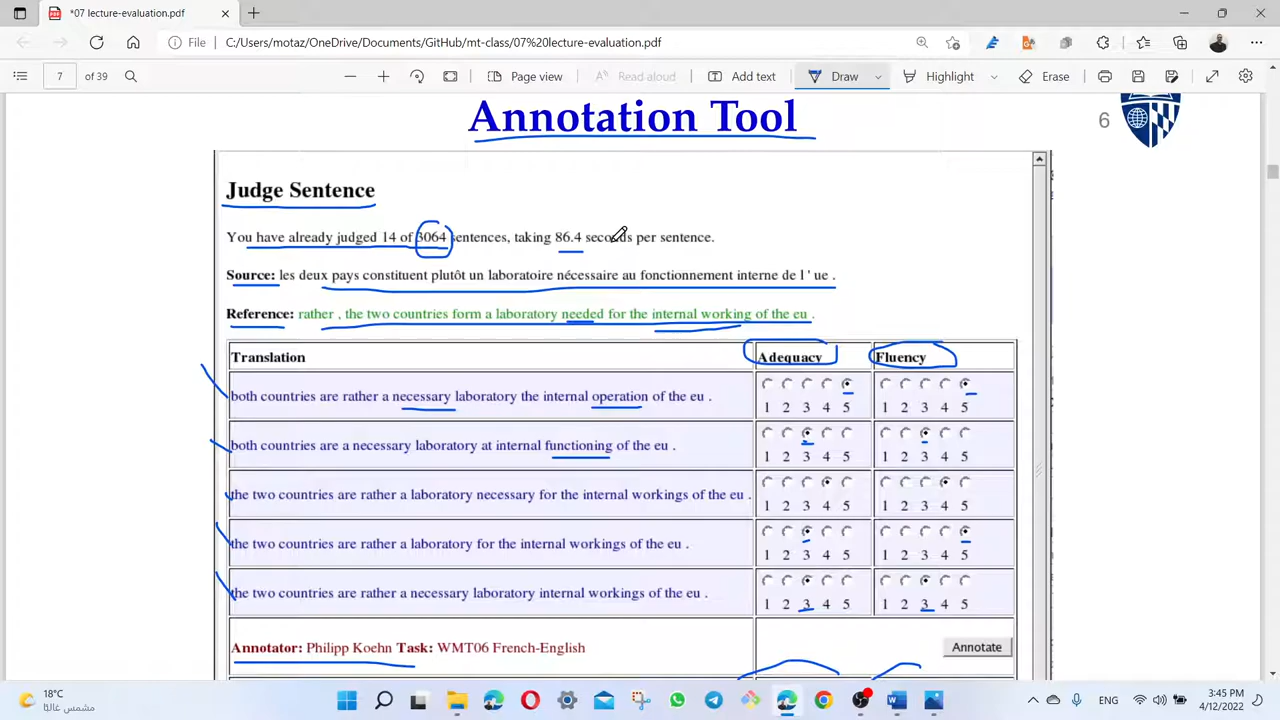 *07 lecture-evaluation.pdf
File C:/Users/motaz/OneDrive/Documents/GitHub/mt-class/07%20lecture-evaluation.pdf
7 of 39 Page view Read aloud Add text Draw Highlight Erase
Annotation Tool
6
Judge Sentence
You have already judged 14 of 3064 sentences, taking 86.4 seconds per sentence.
Source: les deux pays constituent plutôt un laboratoire nécessaire au fonctionnement interne de l ' ue .
Reference: rather , the two countries form a laboratory needed for the internal working of the eu .
Translation Adequacy Fluency
both countries are rather a necessary laboratory the internal operation of the eu .
1 2 3 4 5 1 2 3 4 5
both countries are a necessary laboratory at internal functioning of the eu .
1 2 3 4 5 1 2 3 4 5
the two countries are rather a laboratory necessary for the internal workings of the eu .
1 2 3 4 5 1 2 3 4 5
the two countries are rather a laboratory for the internal workings of the eu .
1 2 3 4 5 1 2 3 4 5
the two countries are rather a necessary laboratory internal workings of the eu .
1 2 3 4 5 1 2 3 4 5
Annotator: Philipp Koehn Task: WMT06 French-English
Annotate
18°C
مشمس غالبًا
ENG
3:45 PM
4/12/2022